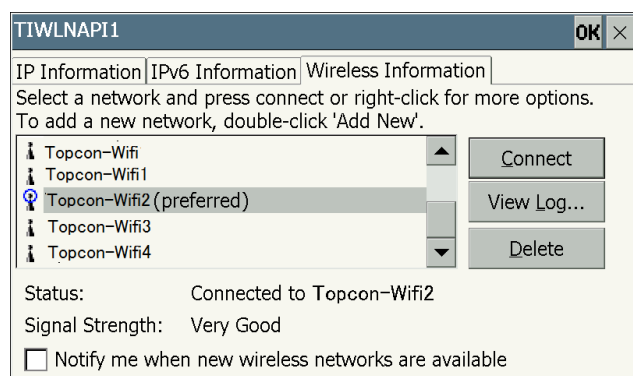 TIWLNAPI1 OK ×
IP Information IPv6 Information Wireless Information
Select a network and press connect or right-click for more options.
To add a new network, double-click 'Add New'.
Topcon-Wifi
Topcon-Wifi1
Topcon-Wifi2 (preferred)
Topcon-Wifi3
Topcon-Wifi4
Connect
View Log...
Delete
Status: Connected to Topcon-Wifi2
Signal Strength: Very Good
Notify me when new wireless networks are available